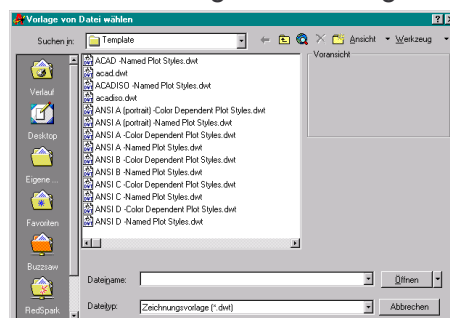 Vorlage von Datei wählen
Suchen in: Template Ansicht Werkzeug
Verlauf
Desktop
Eigene ...
Favoriten
Buzzsaw
RedSpark
ACAD -Named Plot Styles.dwt
acad.dwt
ACADISO -Named Plot Styles.dwt
acadiso.dwt
ANSI A (portrait) -Color Dependent Plot Styles.dwt
ANSI A (portrait) -Named Plot Styles.dwt
ANSI A -Color Dependent Plot Styles.dwt
ANSI A -Named Plot Styles.dwt
ANSI B -Color Dependent Plot Styles.dwt
ANSI B -Named Plot Styles.dwt
ANSI C -Color Dependent Plot Styles.dwt
ANSI C -Named Plot Styles.dwt
ANSI D -Color Dependent Plot Styles.dwt
ANSI D -Named Plot Styles.dwt
Voransicht
Dateiname: Öffnen
Dateityp: Zeichnungsvorlage (*.dwt) Abbrechen